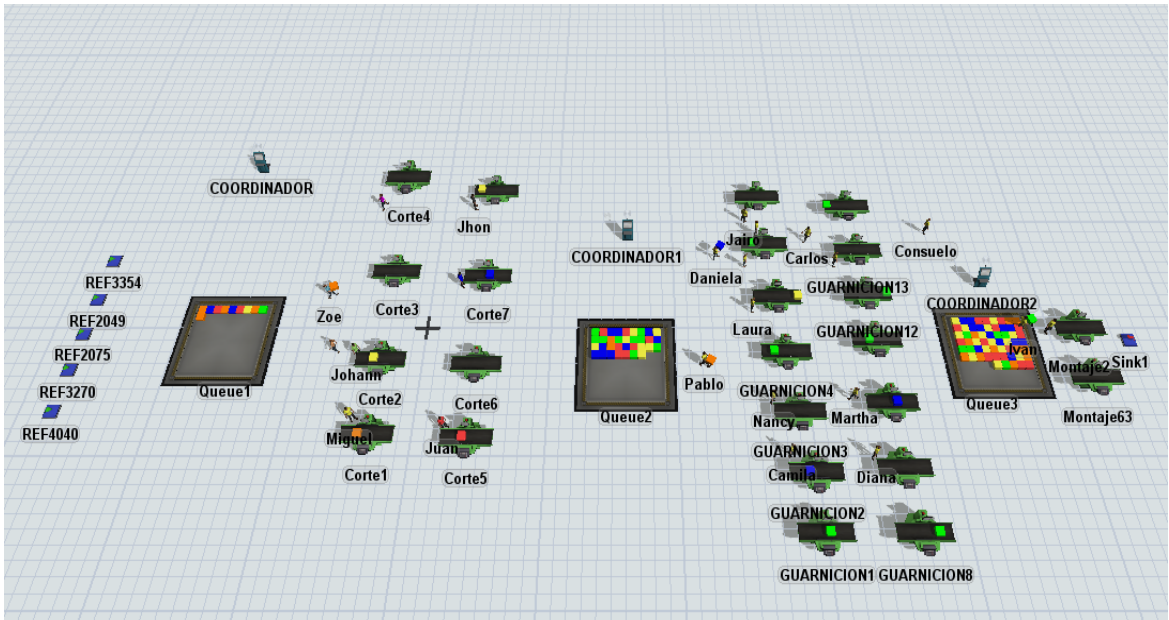 COORDINADOR
REF3354
REF2049
REF2075
REF3270
REF4040
Queue1
Zoe
Corte4
Jhon
Corte3
Corte7
Johann
Corte2
Corte6
Miguel
Juan
Corte1
Corte5
COORDINADOR1
Queue2
Pablo
Jairo
Daniela
Carlos
Consuelo
GUARNICION13
Laura
GUARNICION12
GUARNICION4
Nancy
Martha
GUARNICION3
Camila
Diana
GUARNICION2
GUARNICION1
GUARNICION8
COORDINADOR2
Ivan
Montaje2
Sink1
Queue3
Montaje63